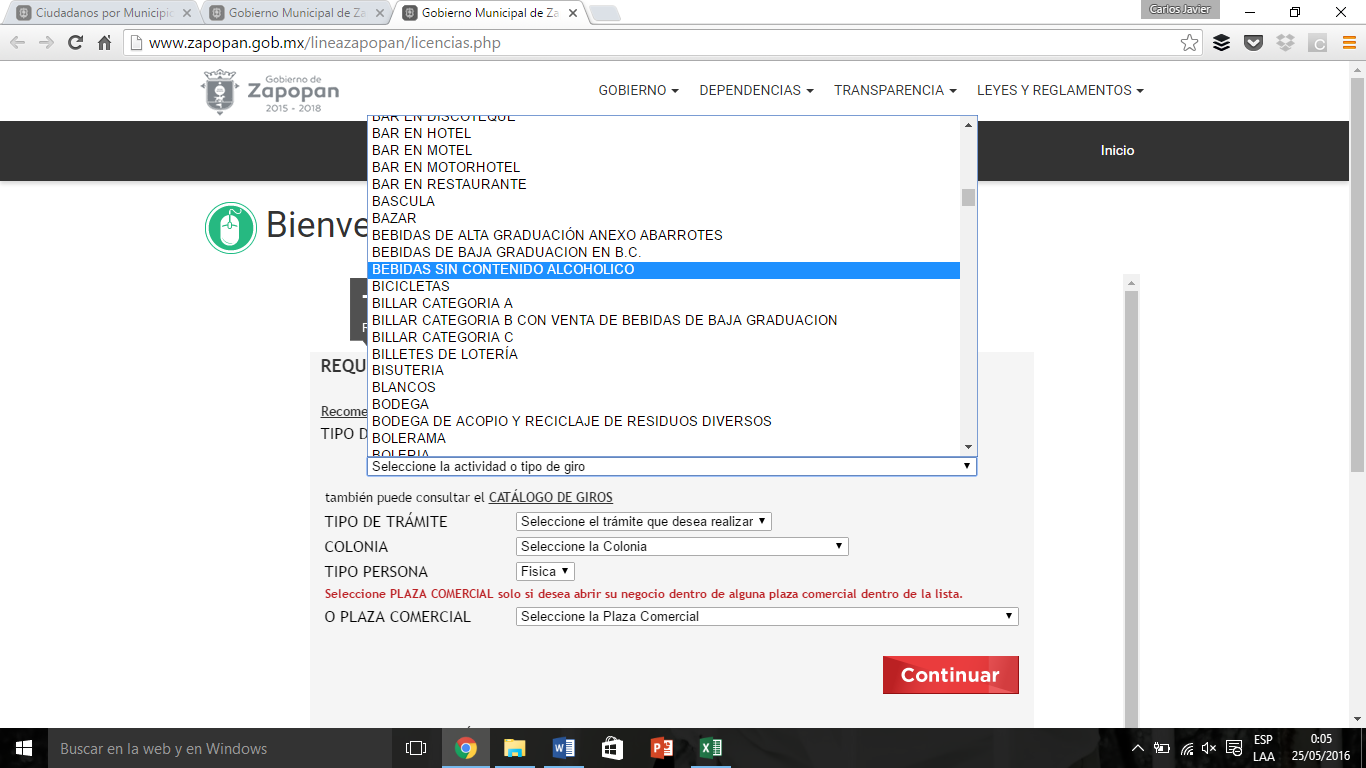 Ciudadanos por Municipio
Gobierno Municipal de Za
Gobierno Municipal de Za
Carlos Javier
www.zapopan.gob.mx/lineazapopan/licencias.php
Gobierno de
Zapopan
2015 - 2018
GOBIERNO DEPENDENCIAS TRANSPARENCIA LEYES Y REGLAMENTOS
Inicio
Bienve
BAR EN DISCOTEQUE
BAR EN HOTEL
BAR EN MOTEL
BAR EN MOTORHOTEL
BAR EN RESTAURANTE
BASCULA
BAZAR
BEBIDAS DE ALTA GRADUACIÓN ANEXO ABARROTES
BEBIDAS DE BAJA GRADUACION EN B.C.
BEBIDAS SIN CONTENIDO ALCOHOLICO
BICICLETAS
BILLAR CATEGORIA A
BILLAR CATEGORIA B CON VENTA DE BEBIDAS DE BAJA GRADUACION
BILLAR CATEGORIA C
BILLETES DE LOTERÍA
BISUTERIA
BLANCOS
BODEGA
BODEGA DE ACOPIO Y RECICLAJE DE RESIDUOS DIVERSOS
BOLERAMA
BOLERIA
REQU
Recome
TIPO D
Seleccione la actividad o tipo de giro
también puede consultar el CATÁLOGO DE GIROS
TIPO DE TRÁMITE Seleccione el trámite que desea realizar
COLONIA Seleccione la Colonia
TIPO PERSONA Fisica
Seleccione PLAZA COMERCIAL solo si desea abrir su negocio dentro de alguna plaza comercial dentro de la lista.
O PLAZA COMERCIAL Seleccione la Plaza Comercial
Continuar
Buscar en la web y en Windows
ESP
LAA
0:05
25/05/2016